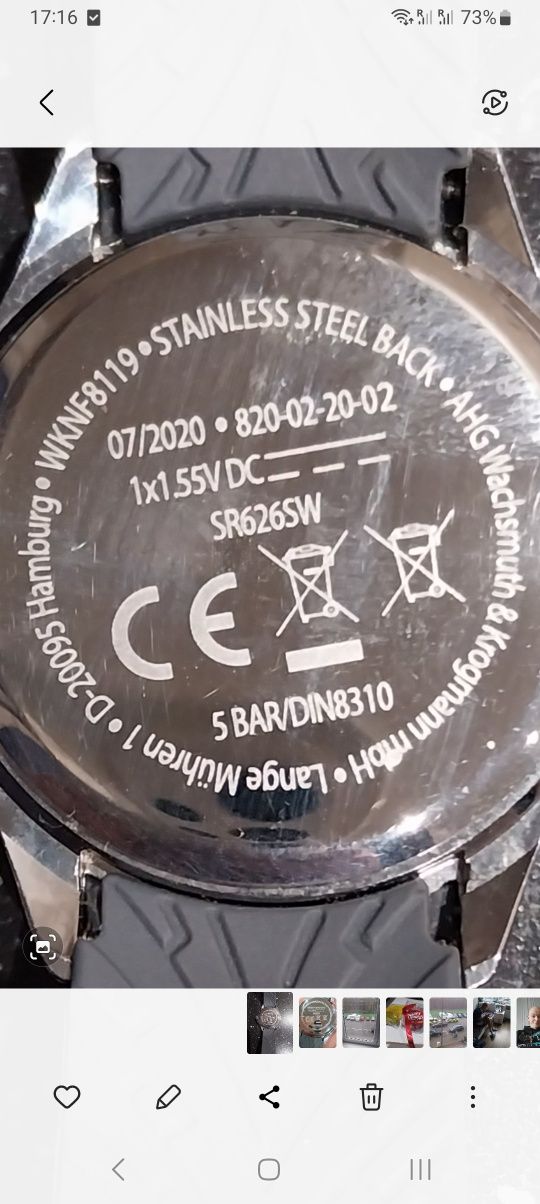 17:16
R R 73%
STAINLESS STEEL BACK • AHG Wachsmuth & Krogmann mbH • Lange Mühren 1 • D-20095 Hamburg • WKNF8119 •
07/2020 • 820-02-20-02
1x1.55V DC
SR626SW
CE
5 BAR/DIN8310